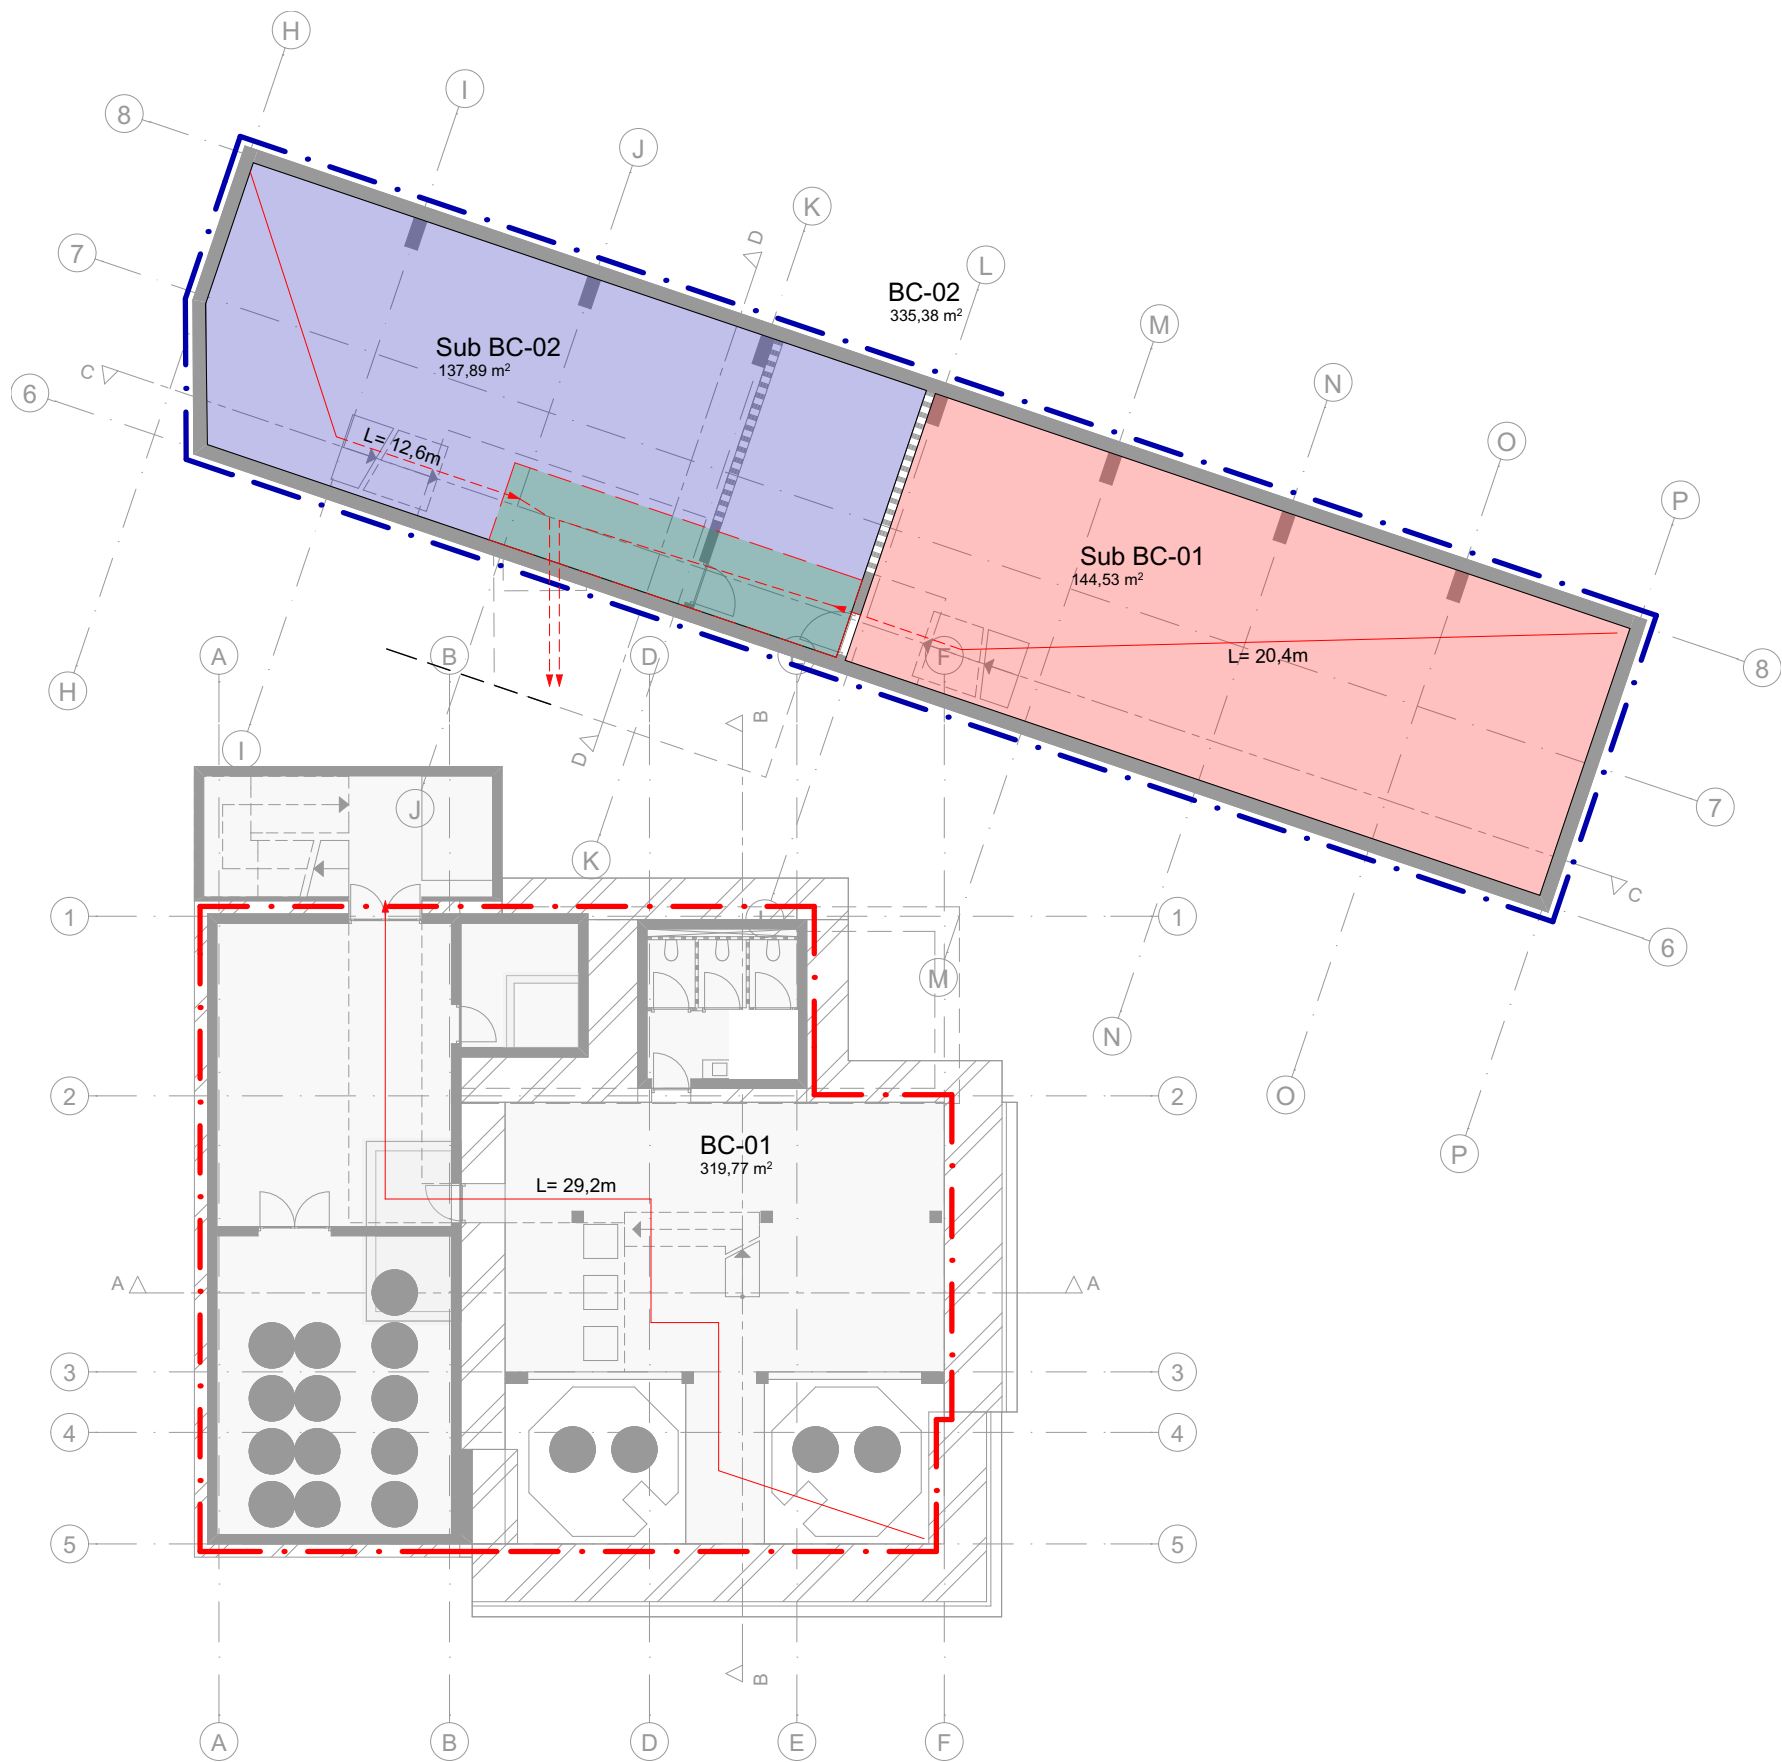 H
I
8
J
K
7
D
L
BC-02
335,38 m²
M
Sub BC-02
137,89 m²
C
6
N
O
L= 12,6m
P
Sub BC-01
144,53 m²
A
B
D
F
L= 20,4m
8
H
B
I
D
J
7
K
C
1
L
1
6
M
N
2
2
O
BC-01
319,77 m²
P
L= 29,2m
A
A
3
3
4
4
5
5
B
A
B
D
E
F